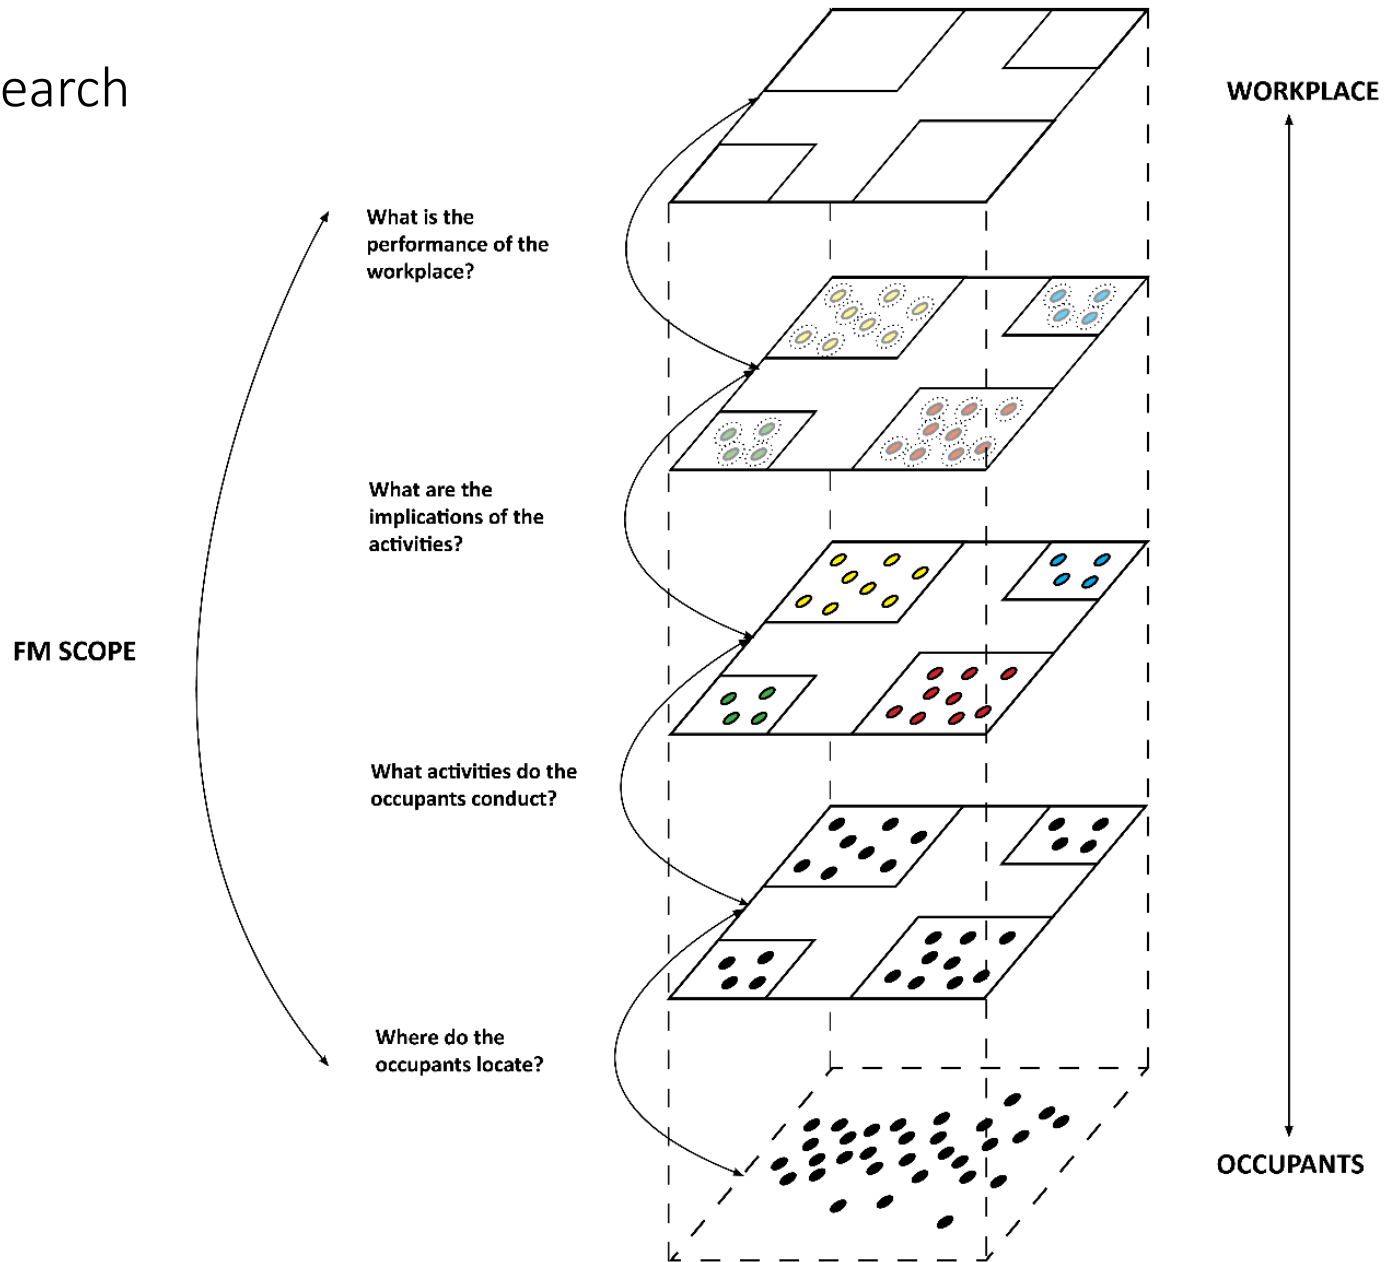 earch
WORKPLACE
What is the
performance of the
workplace?
What are the
implications of the
activities?
FM SCOPE
What activities do the
occupants conduct?
Where do the
occupants locate?
OCCUPANTS